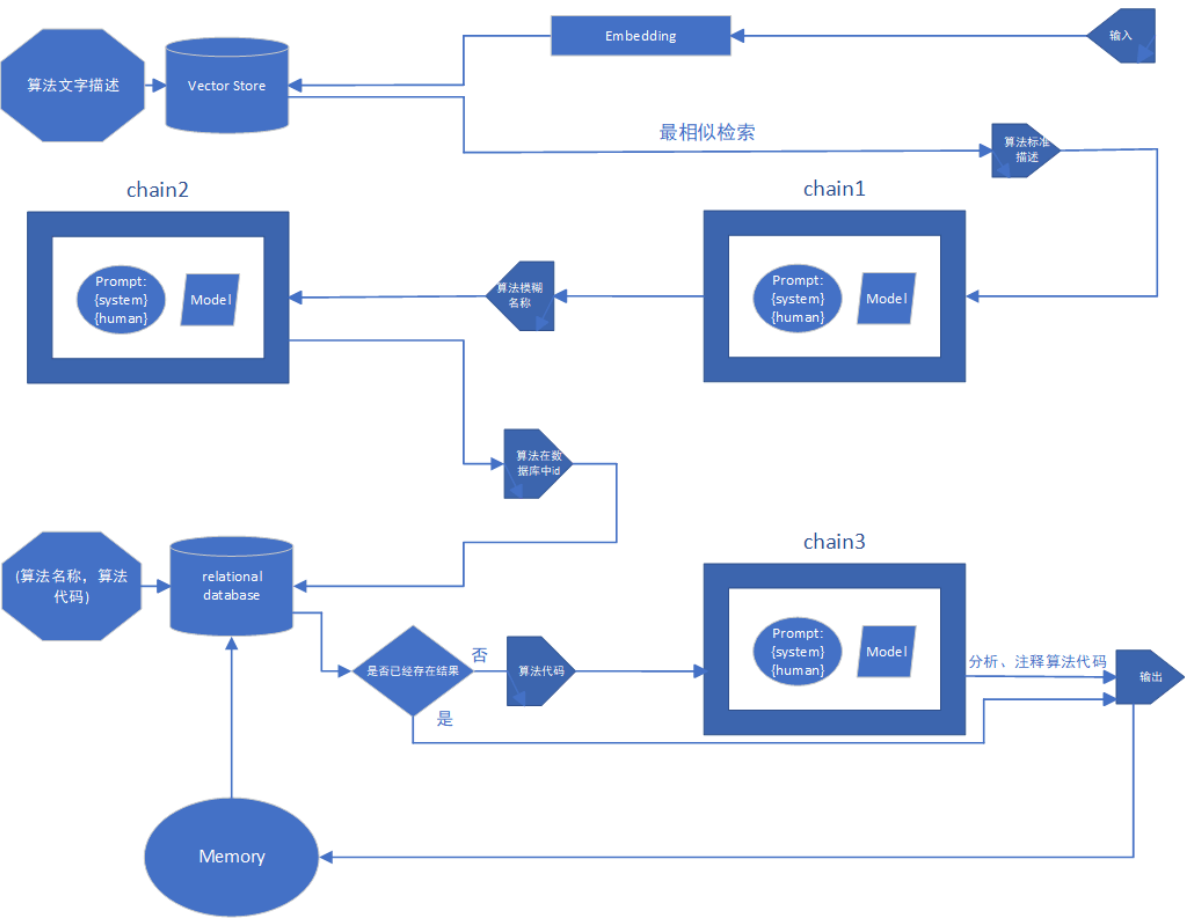 Embedding
输入
算法文字描述
Vector Store
最相似检索
算法标准
描述
chain2
chain1
Prompt:
{system}
{human}
Model
算法模糊
名称
Prompt:
{system}
{human}
Model
算法在数
据库中id
chain3
(算法名称，算法
代码)
relational
database
是否已经存在结果
否
是
算法代码
Prompt:
{system}
{human}
Model
分析、注释算法代码
输出
Memory